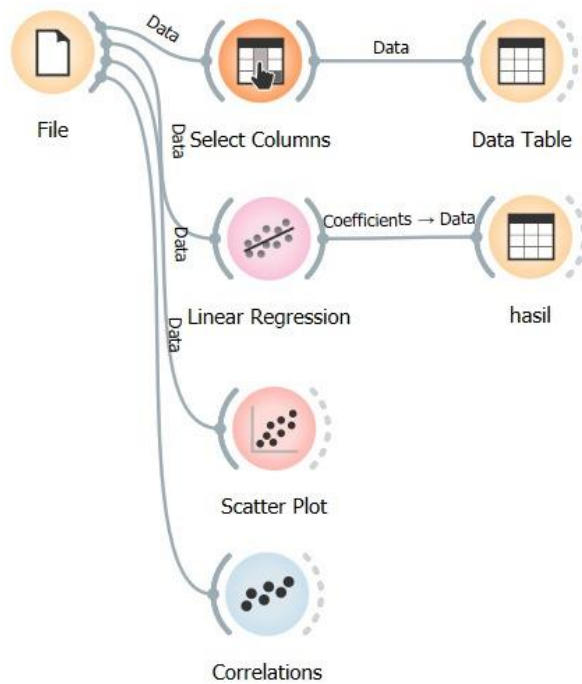 Data
Data
File
Select Columns
Data Table
Data
Coefficients → Data
Data
Linear Regression
hasil
Data
Scatter Plot
Correlations